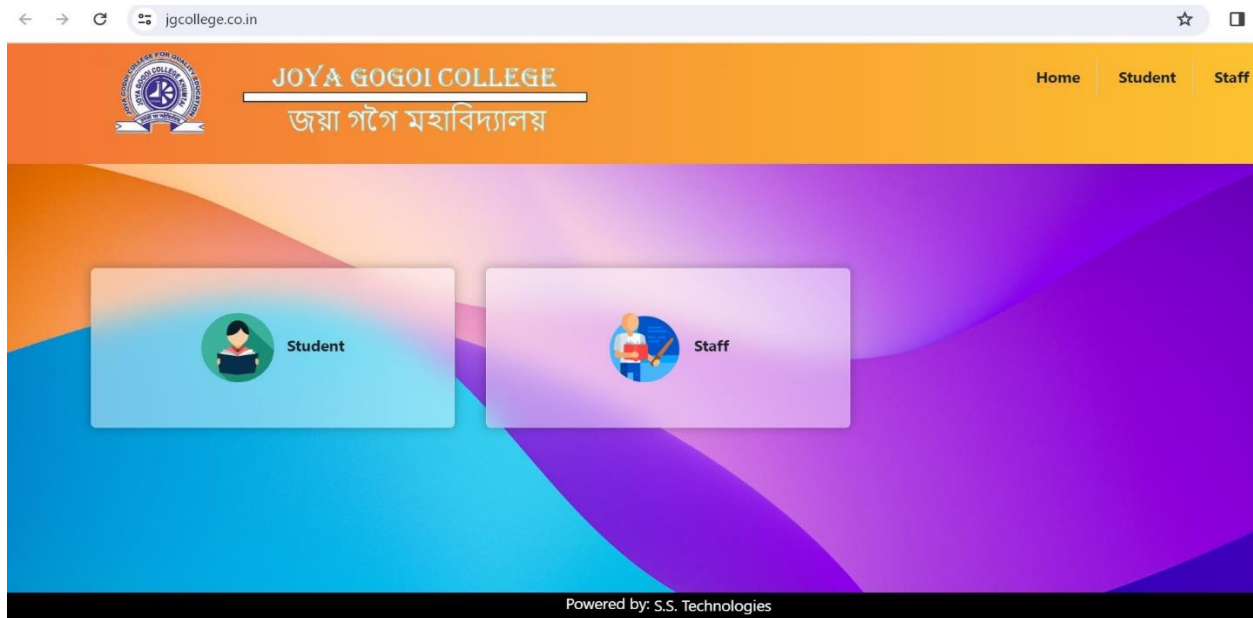 jgcollege.co.in
JOYA GOGOI COLLEGE
জয়া গগৈ মহাবিদ্যালয়
Home Student Staff
Student
Staff
Powered by: S.S. Technologies